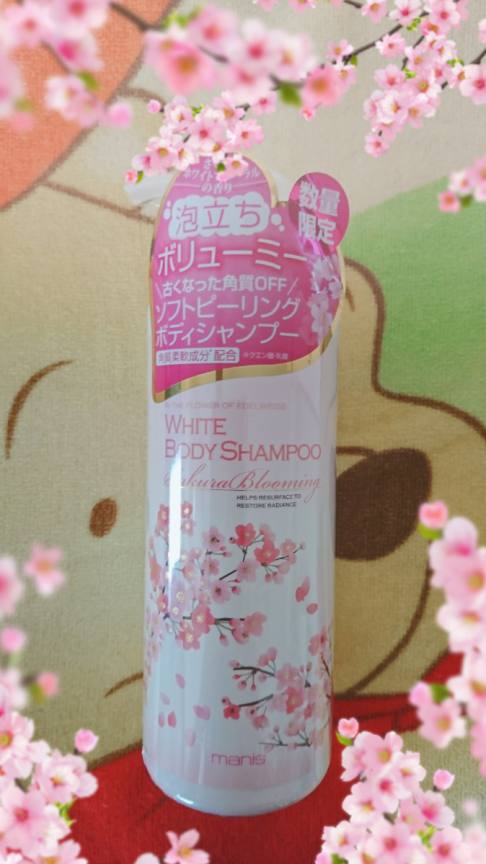 ホワイトフローラル
の香り
数量
限定
泡立ち
ボリューミー
古くなった角質OFF
ソフトピーリング
ボディシャンプー
角質柔軟成分*配合 ※クエン酸・乳酸
THE FLOWER OF EDELWEISS
WHITE
BODY SHAMPOO
Sakura Blooming
HELPS RESURFACE TO
RESTORE RADIANCE
manis